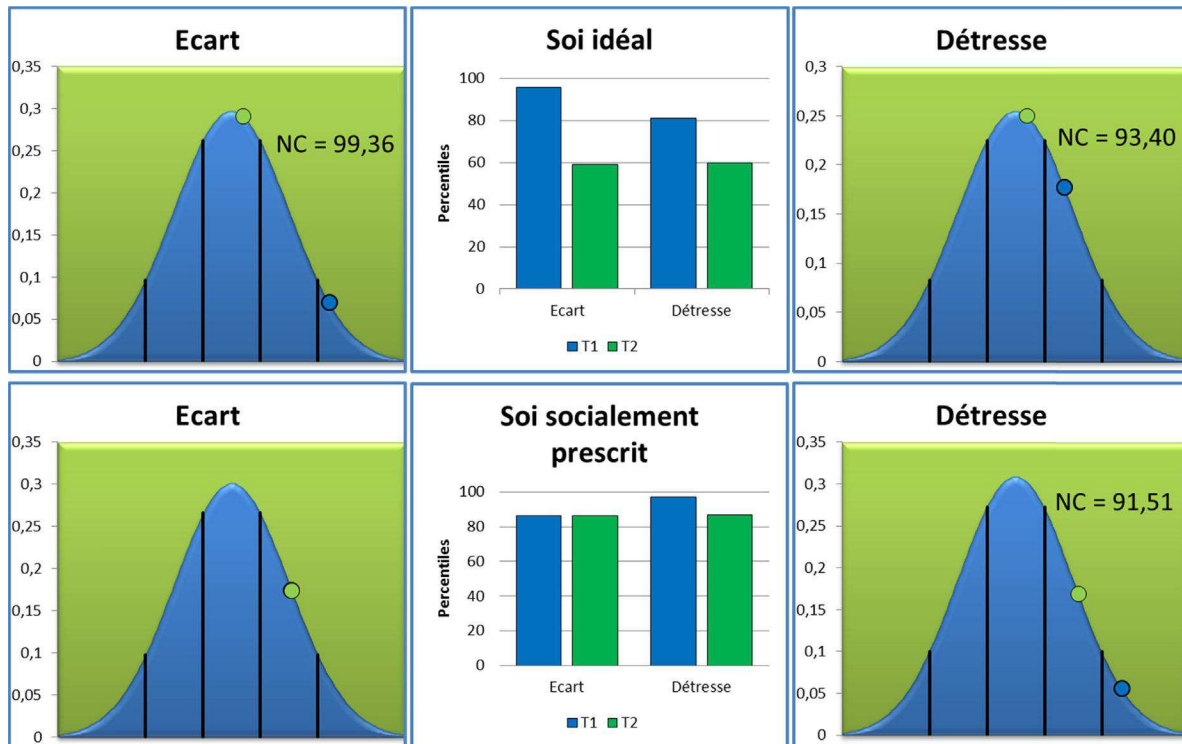 Ecart
0,35
0,3
0,25
0,2
0,15
0,1
0,05
0
NC = 99,36
Soi idéal
Percentiles
100
80
60
40
20
0
Ecart
Détresse
T1
T2
Détresse
0,3
0,25
0,2
0,15
0,1
0,05
0
NC = 93,40
Ecart
0,35
0,3
0,25
0,2
0,15
0,1
0,05
0
Soi socialement
prescrit
Percentiles
100
80
60
40
20
0
Ecart
Détresse
T1
T2
Détresse
0,35
0,3
0,25
0,2
0,15
0,1
0,05
0
NC = 91,51